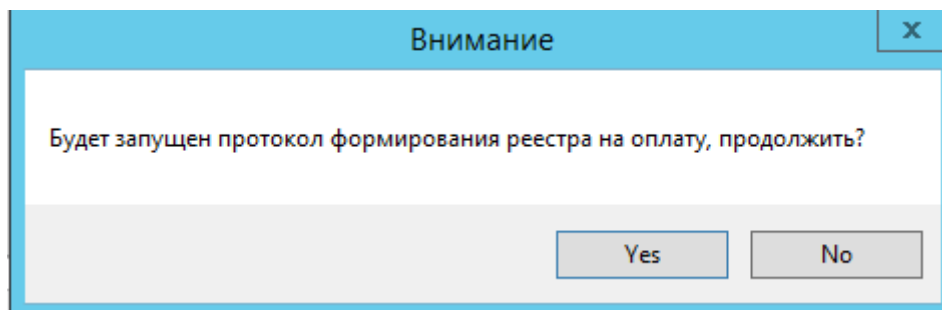 Внимание
x
Будет запущен протокол формирования реестра на оплату, продолжить?
Yes No